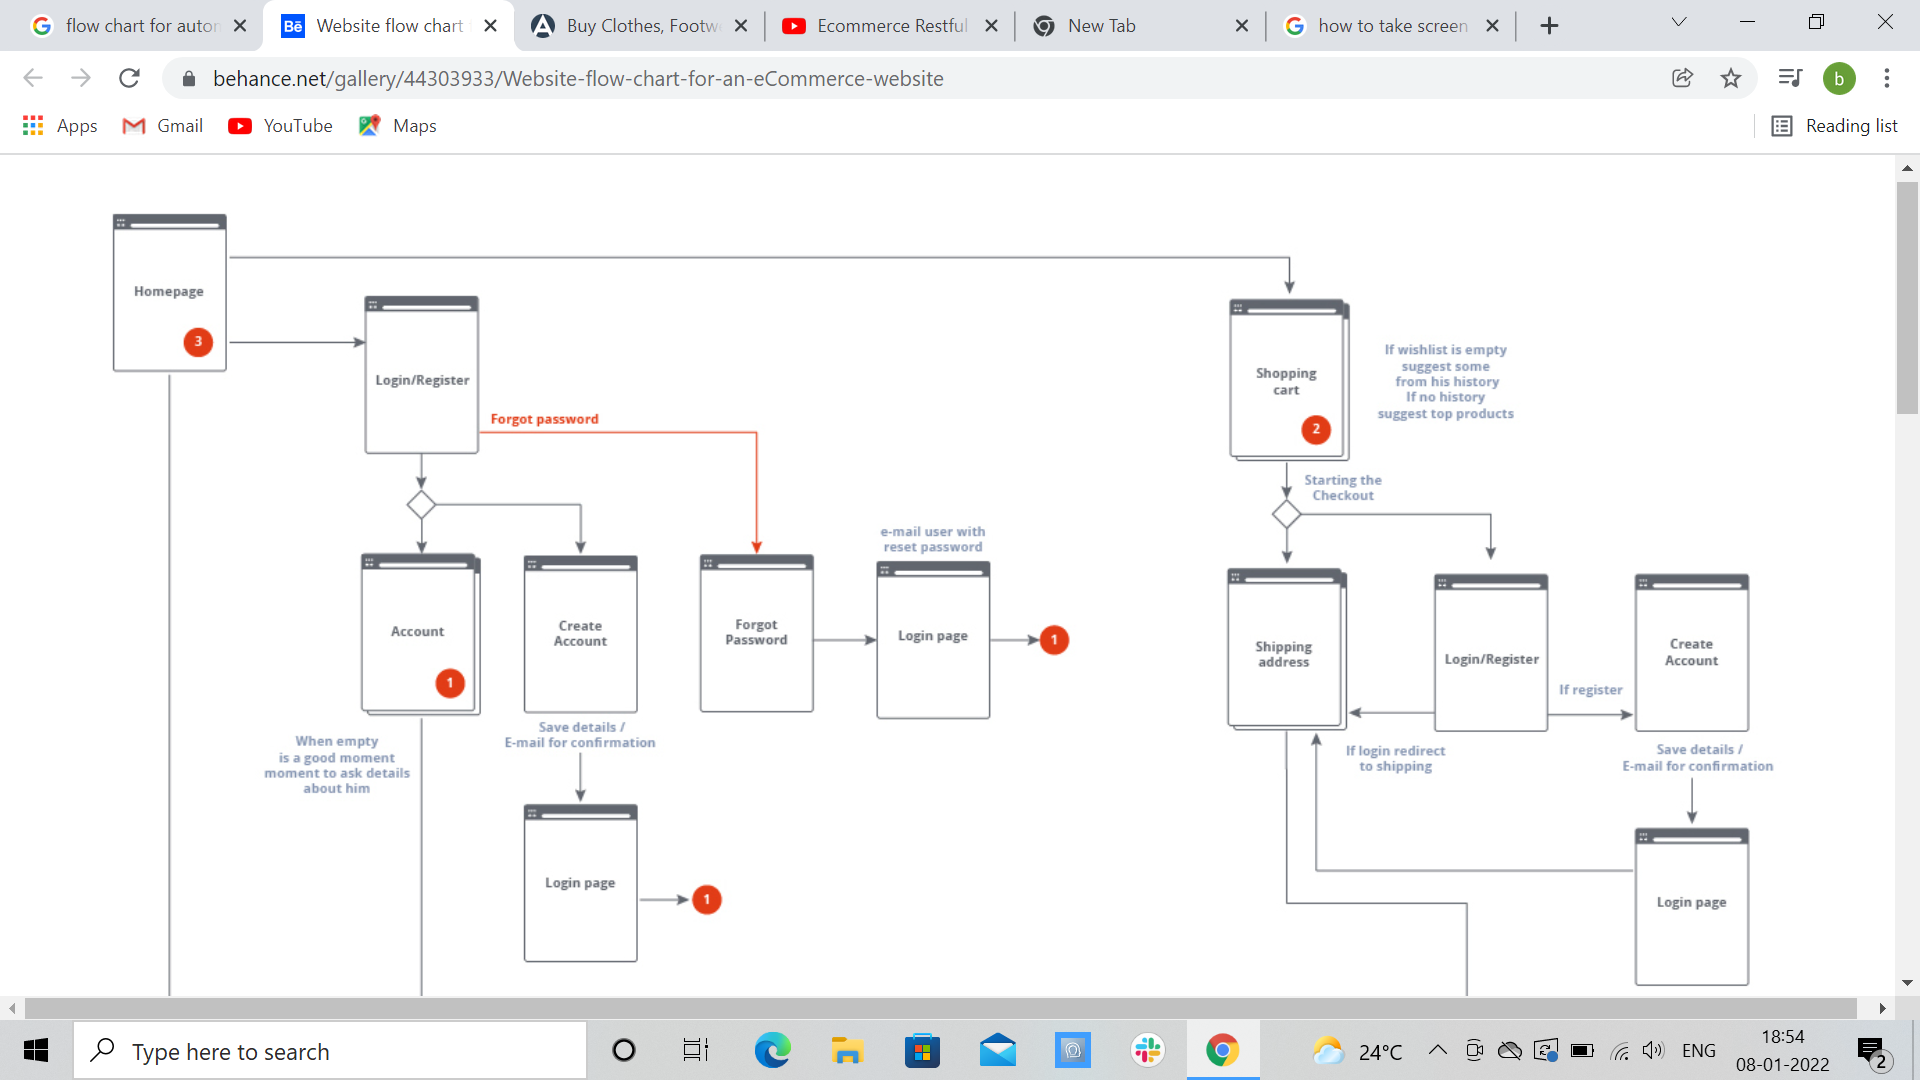 flow chart for autom
Website flow chart
Buy Clothes, Footwe
Ecommerce Restful
New Tab
how to take screen
behance.net/gallery/44303933/Website-flow-chart-for-an-eCommerce-website
b
Apps
Gmail
YouTube
Maps
Reading list
Homepage
3
Login/Register
Forgot password
Shopping
cart
2
If wishlist is empty
suggest some
from his history
If no history
suggest top products
Starting the
Checkout
e-mail user with
reset password
Account
1
Create
Account
Forgot
Password
Login page
1
Shipping
address
Login/Register
If register
Create
Account
When empty
is a good moment
moment to ask details
about him
Save details /
E-mail for confirmation
If login redirect
to shipping
Save details /
E-mail for confirmation
Login page
1
Login page
Type here to search
24°C
ENG
18:54
08-01-2022
2